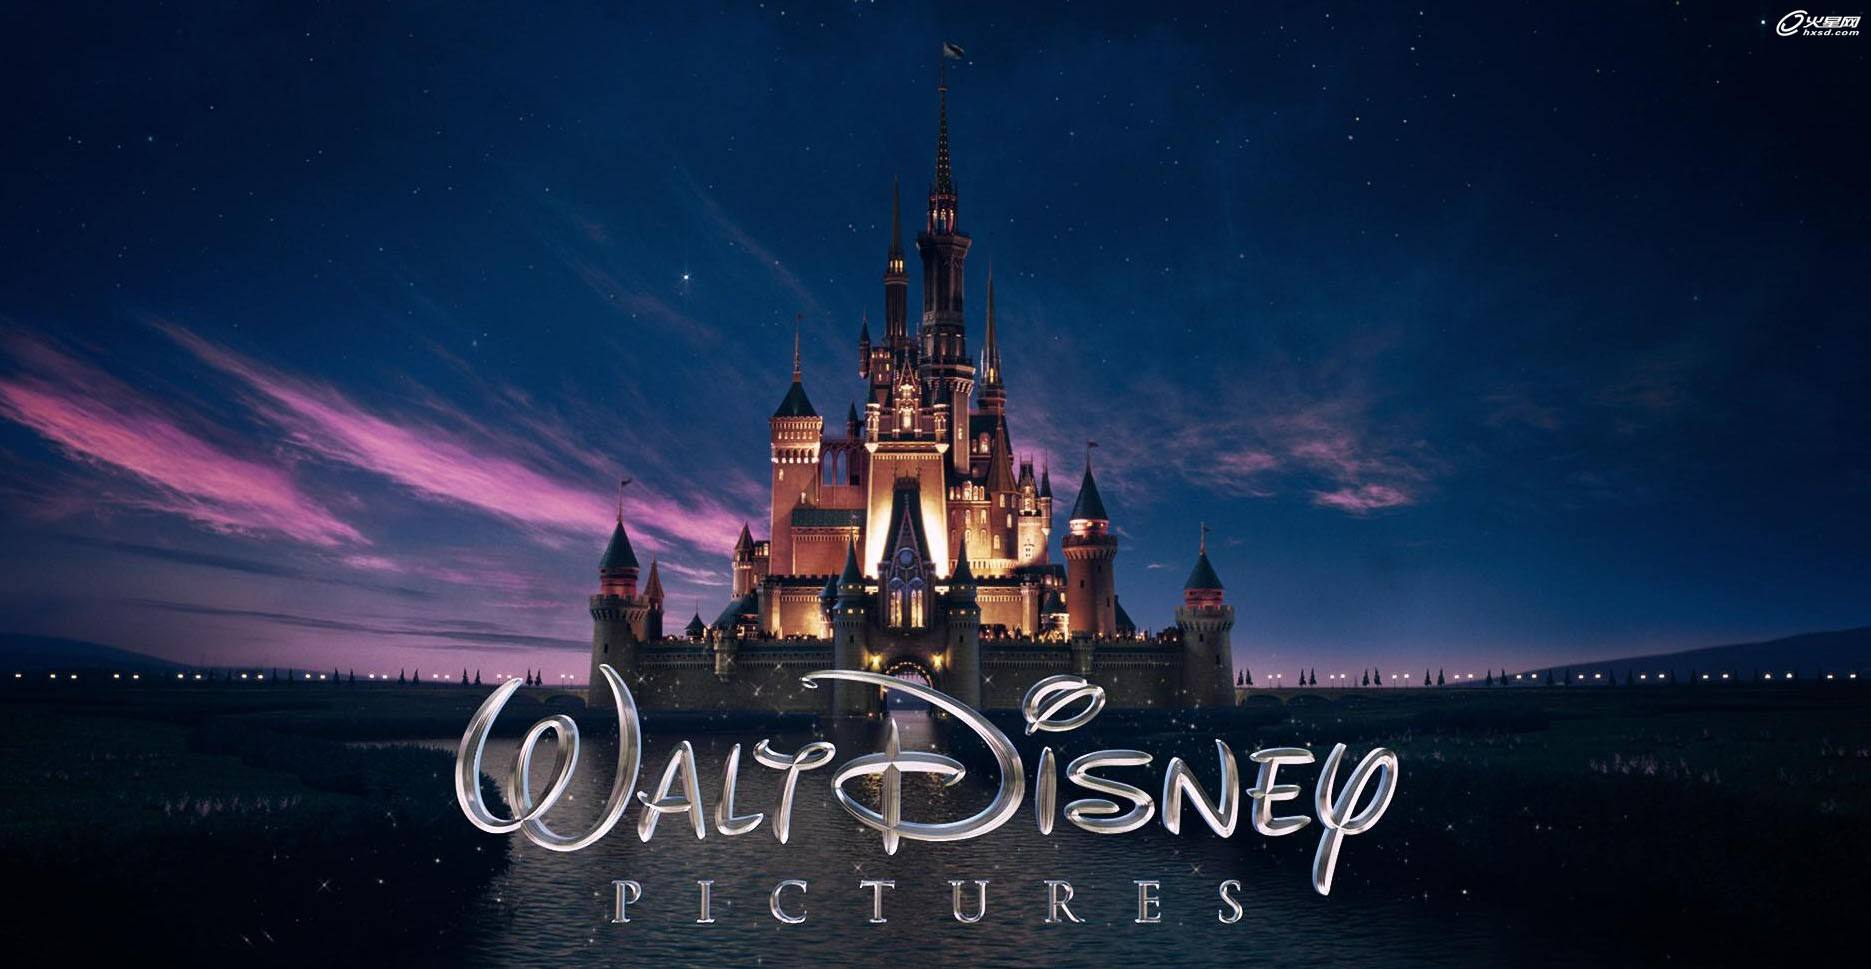 火星网
hxsd.com
WALT DISNEY
PICTURES